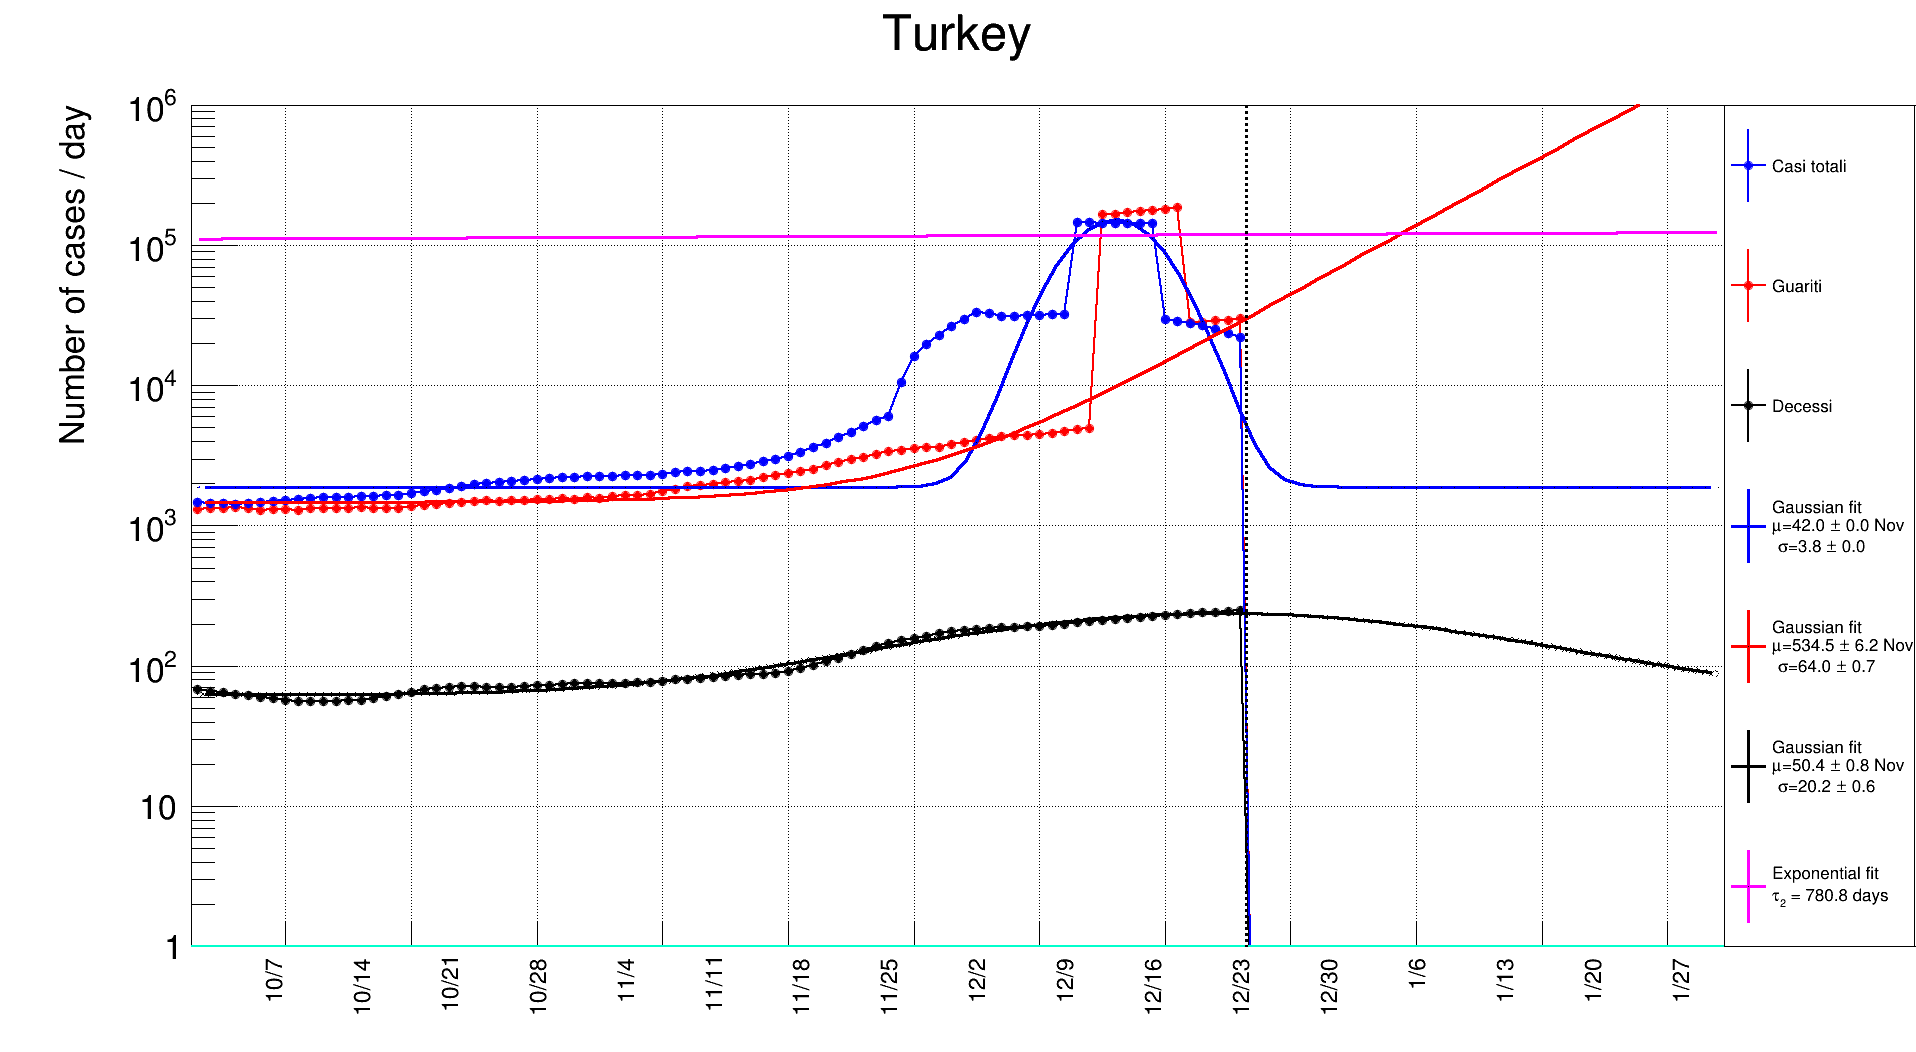 Turkey
Number of cases / day
10^6
10^5
10^4
10^3
10^2
10
1
10/7
10/14
10/21
10/28
11/4
11/11
11/18
11/25
12/2
12/9
12/16
12/23
12/30
1/6
1/13
1/20
1/27
Casi totali
Guariti
Decessi
Gaussian fit
μ=42.0 ± 0.0 Nov
σ=3.8 ± 0.0
Gaussian fit
μ=534.5 ± 6.2 Nov
σ=64.0 ± 0.7
Gaussian fit
μ=50.4 ± 0.8 Nov
σ=20.2 ± 0.6
Exponential fit
τ₂ = 780.8 days